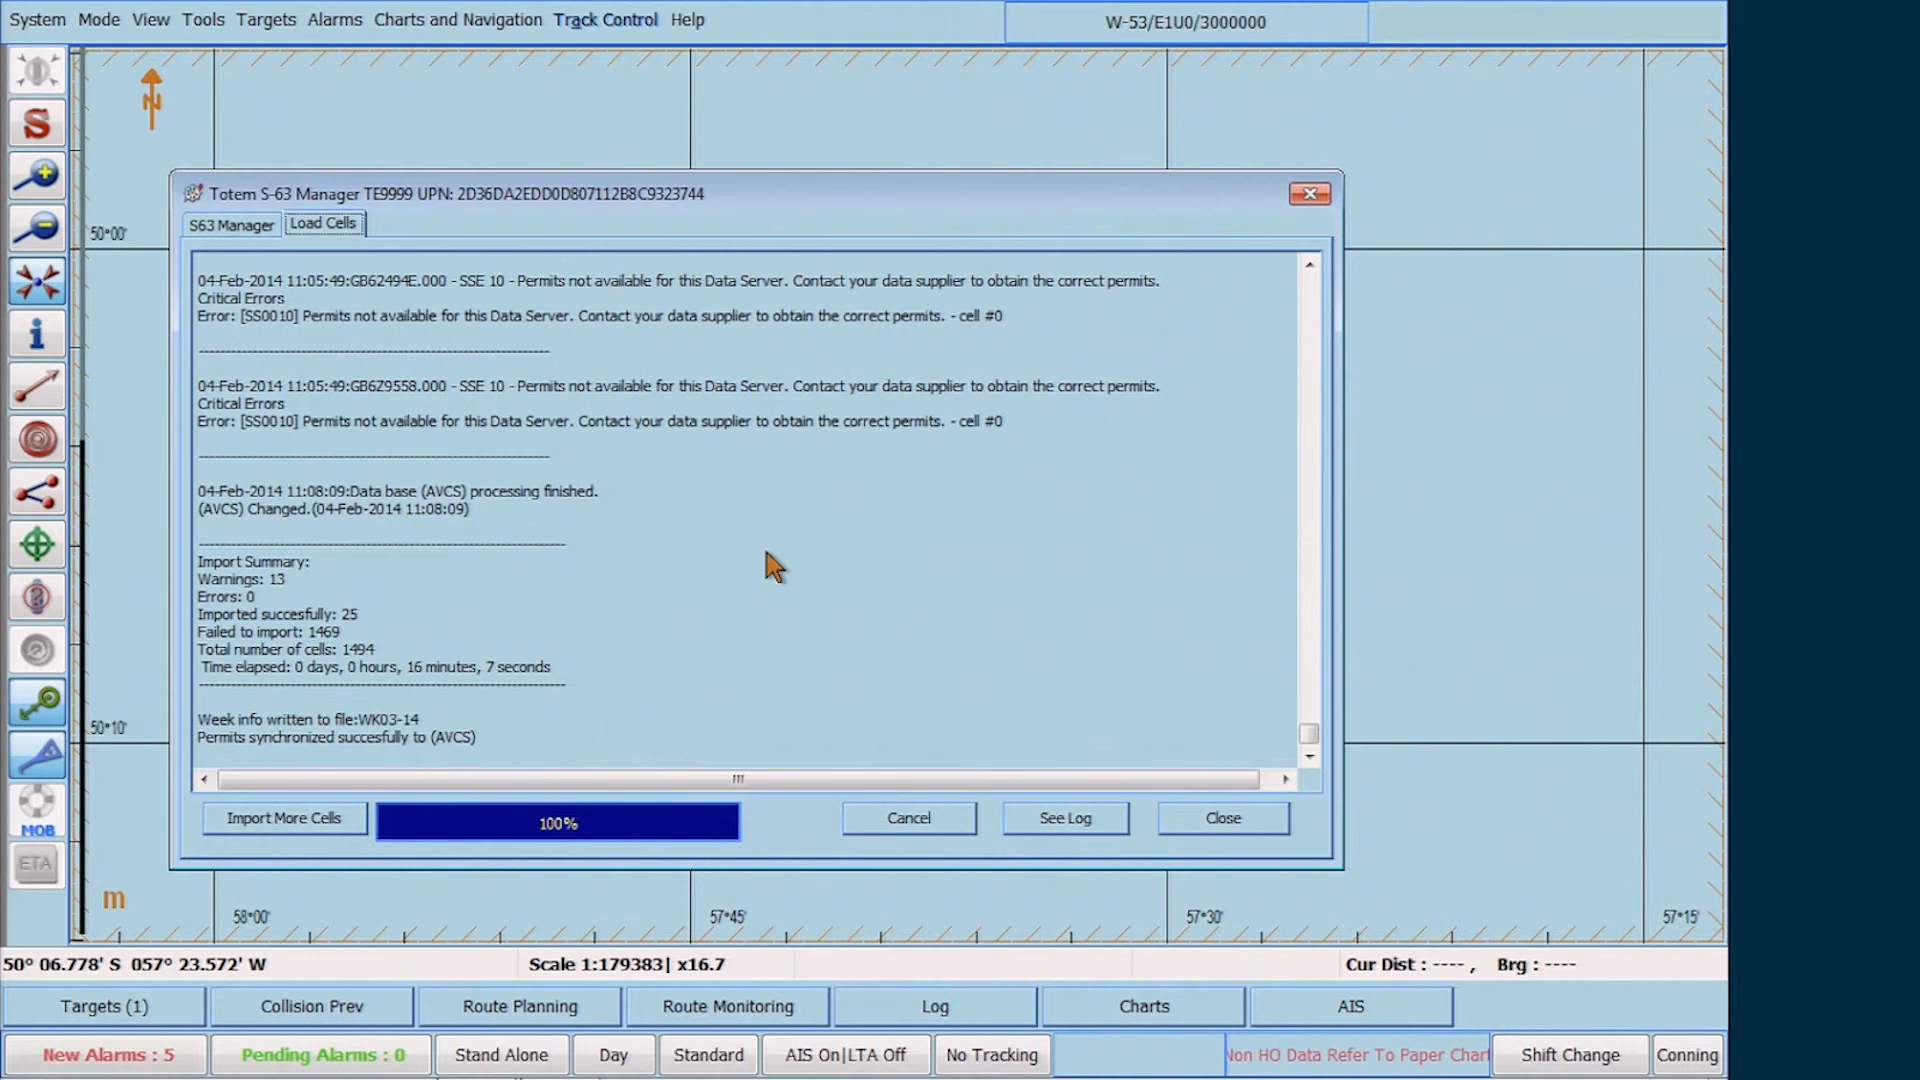 System Mode View Tools Targets Alarms Charts and Navigation Track Control Help
W-53/E1U0/3000000
N
S
50°00'
Totem S-63 Manager TE9999 UPN: 2D36DA2EDD0D807112B8C9323744
S63 Manager Load Cells
04-Feb-2014 11:05:49:GB62494E.000 - SSE 10 - Permits not available for this Data Server. Contact your data supplier to obtain the correct permits.
Critical Errors
Error: [SS0010] Permits not available for this Data Server. Contact your data supplier to obtain the correct permits. - cell #0
04-Feb-2014 11:05:49:GB6Z9558.000 - SSE 10 - Permits not available for this Data Server. Contact your data supplier to obtain the correct permits.
Critical Errors
Error: [SS0010] Permits not available for this Data Server. Contact your data supplier to obtain the correct permits. - cell #0
04-Feb-2014 11:08:09:Data base (AVCS) processing finished.
(AVCS) Changed.(04-Feb-2014 11:08:09)
Import Summary:
Warnings: 13
Errors: 0
Imported succesfully: 25
Failed to import: 1469
Total number of cells: 1494
Time elapsed: 0 days, 0 hours, 16 minutes, 7 seconds
Week info written to file:WK03-14
Permits synchronized succesfully to (AVCS)
Import More Cells 100% Cancel See Log Close
50°10'
MOB
ETA
m
58°00' 57°45' 57°30' 57°15'
50° 06.778' S 057° 23.572' W Scale 1:179383| x16.7 Cur Dist : ---- , Brg : ----
Targets (1) Collision Prev Route Planning Route Monitoring Log Charts AIS
New Alarms : 5 Pending Alarms : 0 Stand Alone Day Standard AIS On|LTA Off No Tracking Non HO Data Refer To Paper Chart Shift Change Conning